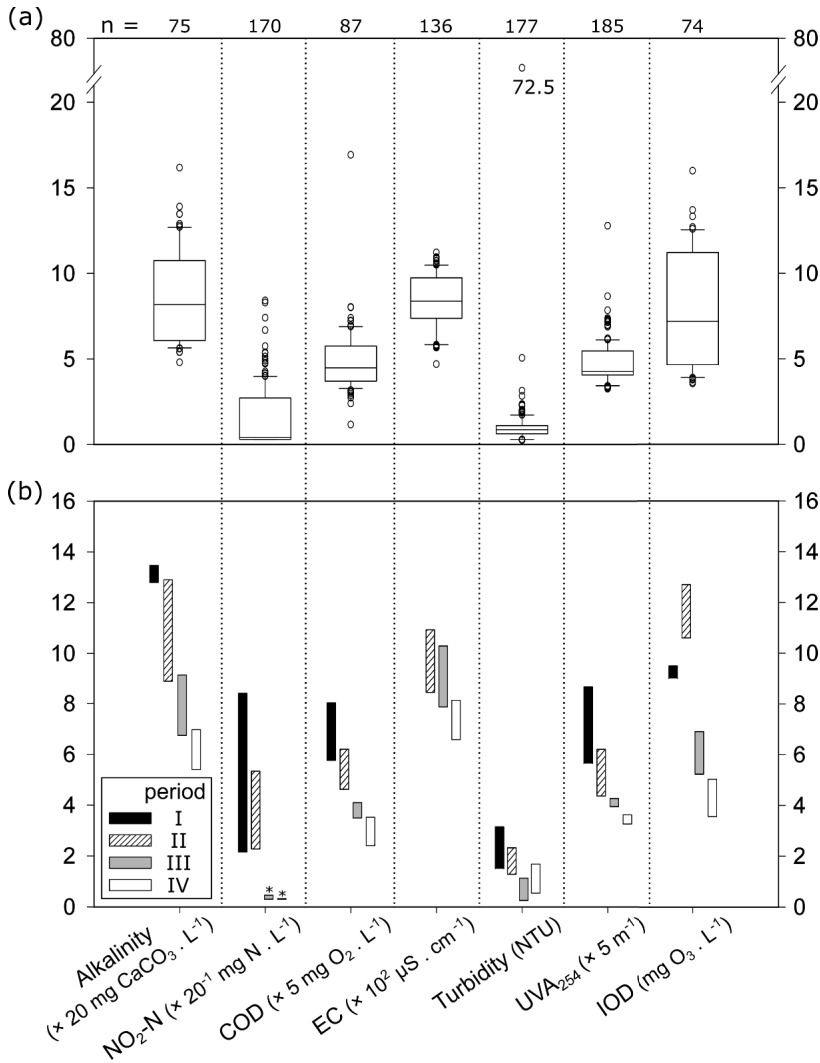 (a)
n = 75 170 87 136 177 185 74
80 80
72.5
20 20
15 15
10 10
5 5
0 0
(b)
16 16
14 14
12 12
10 10
8 8
6 6
4 4
period
I
II
III
IV
2 2
* *
0 0
Alkalinity
(× 20 mg CaCO₃ . L⁻¹)
NO₂-N (× 20⁻¹ mg N . L⁻¹)
COD (× 5 mg O₂ . L⁻¹)
EC (× 10² µS . cm⁻¹)
Turbidity (NTU)
UVA₂₅₄ (× 5 m⁻¹)
IOD (mg O₃ . L⁻¹)